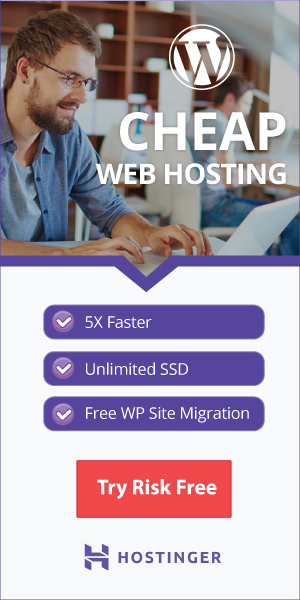 CHEAP
WEB HOSTING
5X Faster
Unlimited SSD
Free WP Site Migration
Try Risk Free
HOSTINGER